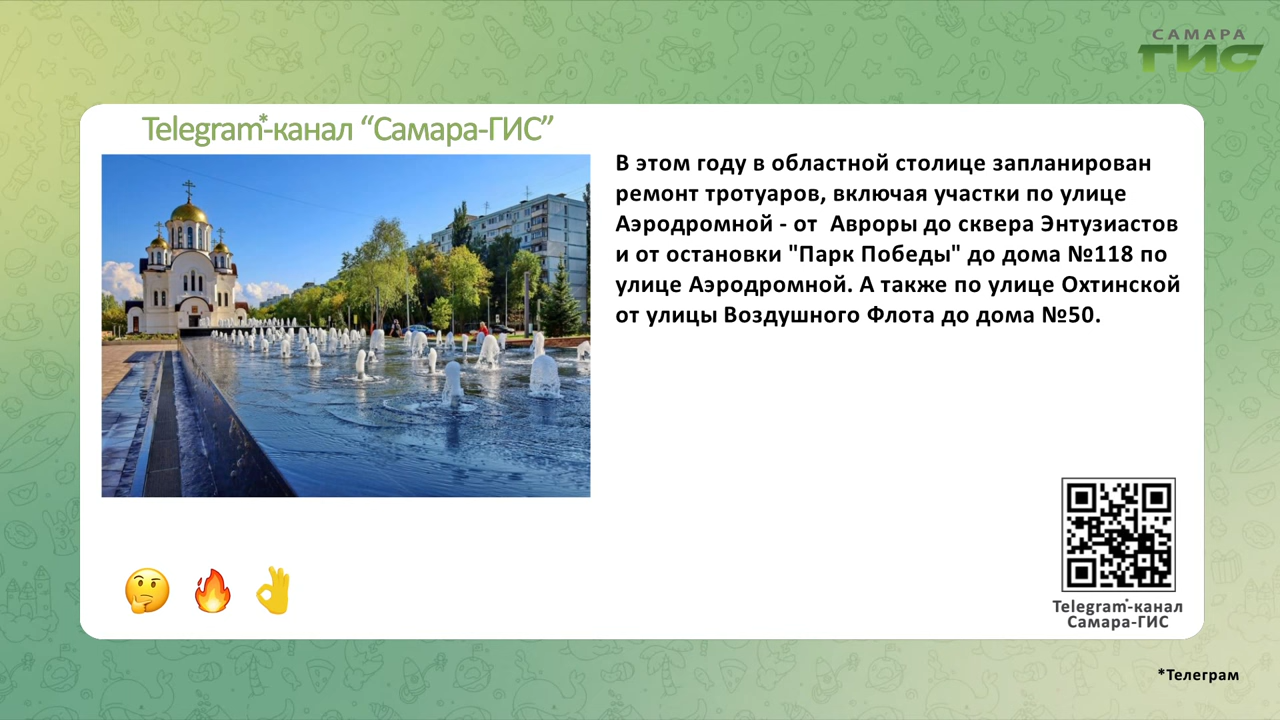 САМАРА
ГИС
Telegram*-канал “Самара-ГИС”
В этом году в областной столице запланирован
ремонт тротуаров, включая участки по улице
Аэродромной - от  Авроры до сквера Энтузиастов
и от остановки "Парк Победы" до дома №118 по
улице Аэродромной. А также по улице Охтинской
от улицы Воздушного Флота до дома №50.
Telegram*-канал
Самара-ГИС
*Телеграм